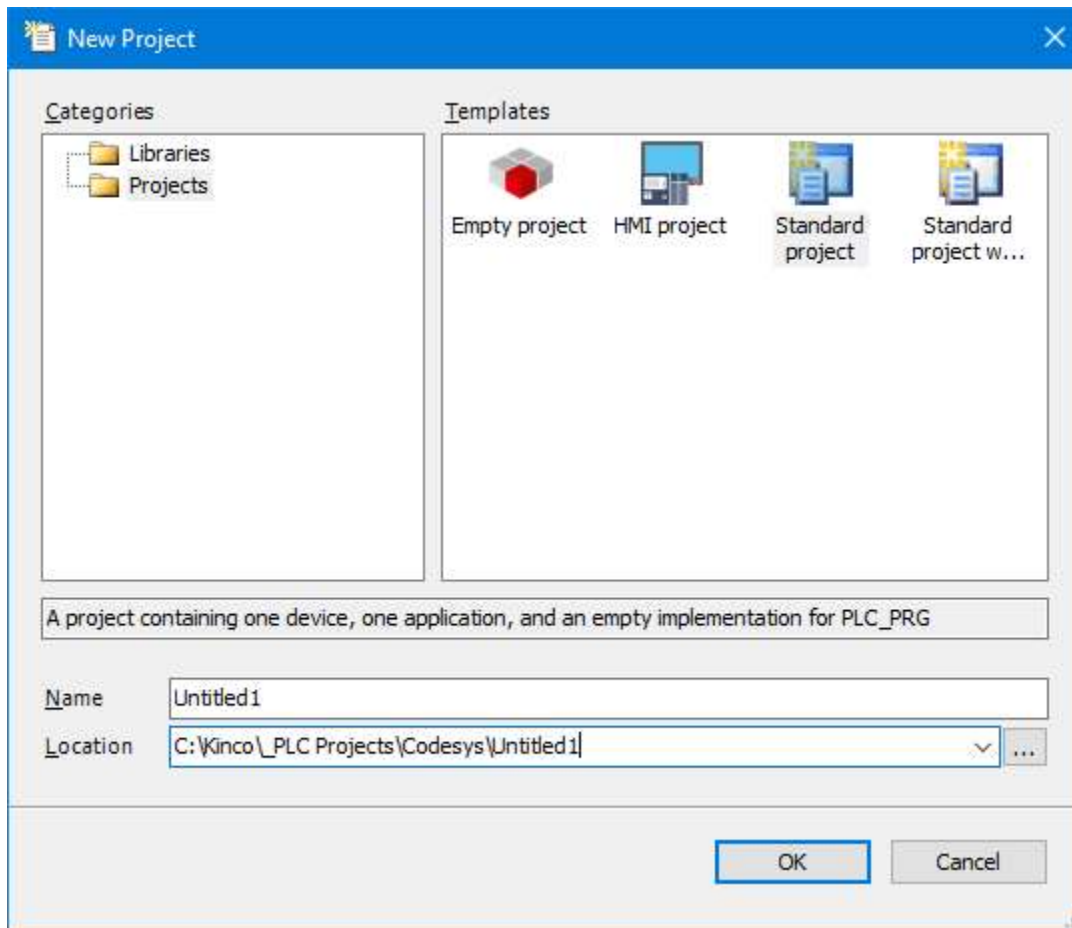 New Project
Categories
Templates
Libraries
Projects
Empty project
HMI project
Standard
project
Standard
project w...
A project containing one device, one application, and an empty implementation for PLC_PRG
Name
Untitled1
Location
C:\Kinco\_PLC Projects\Codesys\Untitled1
...
OK
Cancel